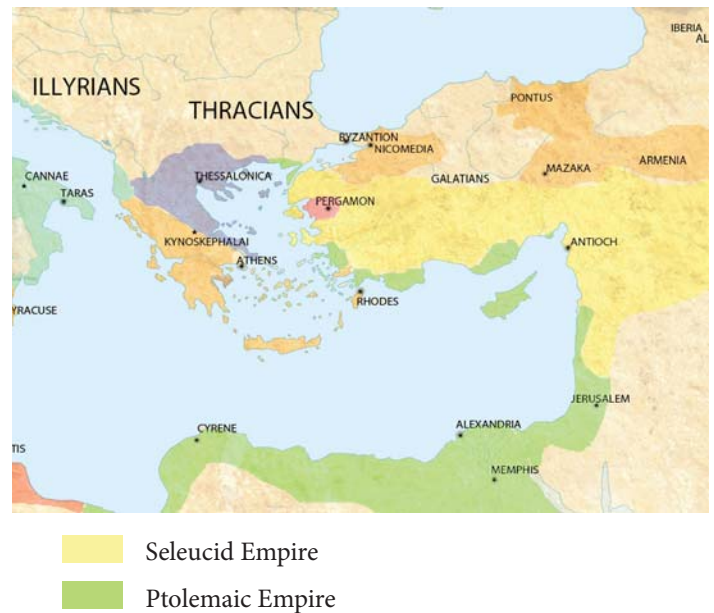 IBERIA
AL
ILLYRIANS
THRACIANS
PONTUS
BYZANTION
NICOMEDIA
ARMENIA
CANNAE
THESSALONICA
MAZAKA
GALATIANS
TARAS
PERGAMON
KYNOSKEPHALAI
ANTIOCH
ATHENS
RHODES
YRACUSE
JERUSALEM
CYRENE
ALEXANDRIA
TIS
MEMPHIS
Seleucid Empire
Ptolemaic Empire